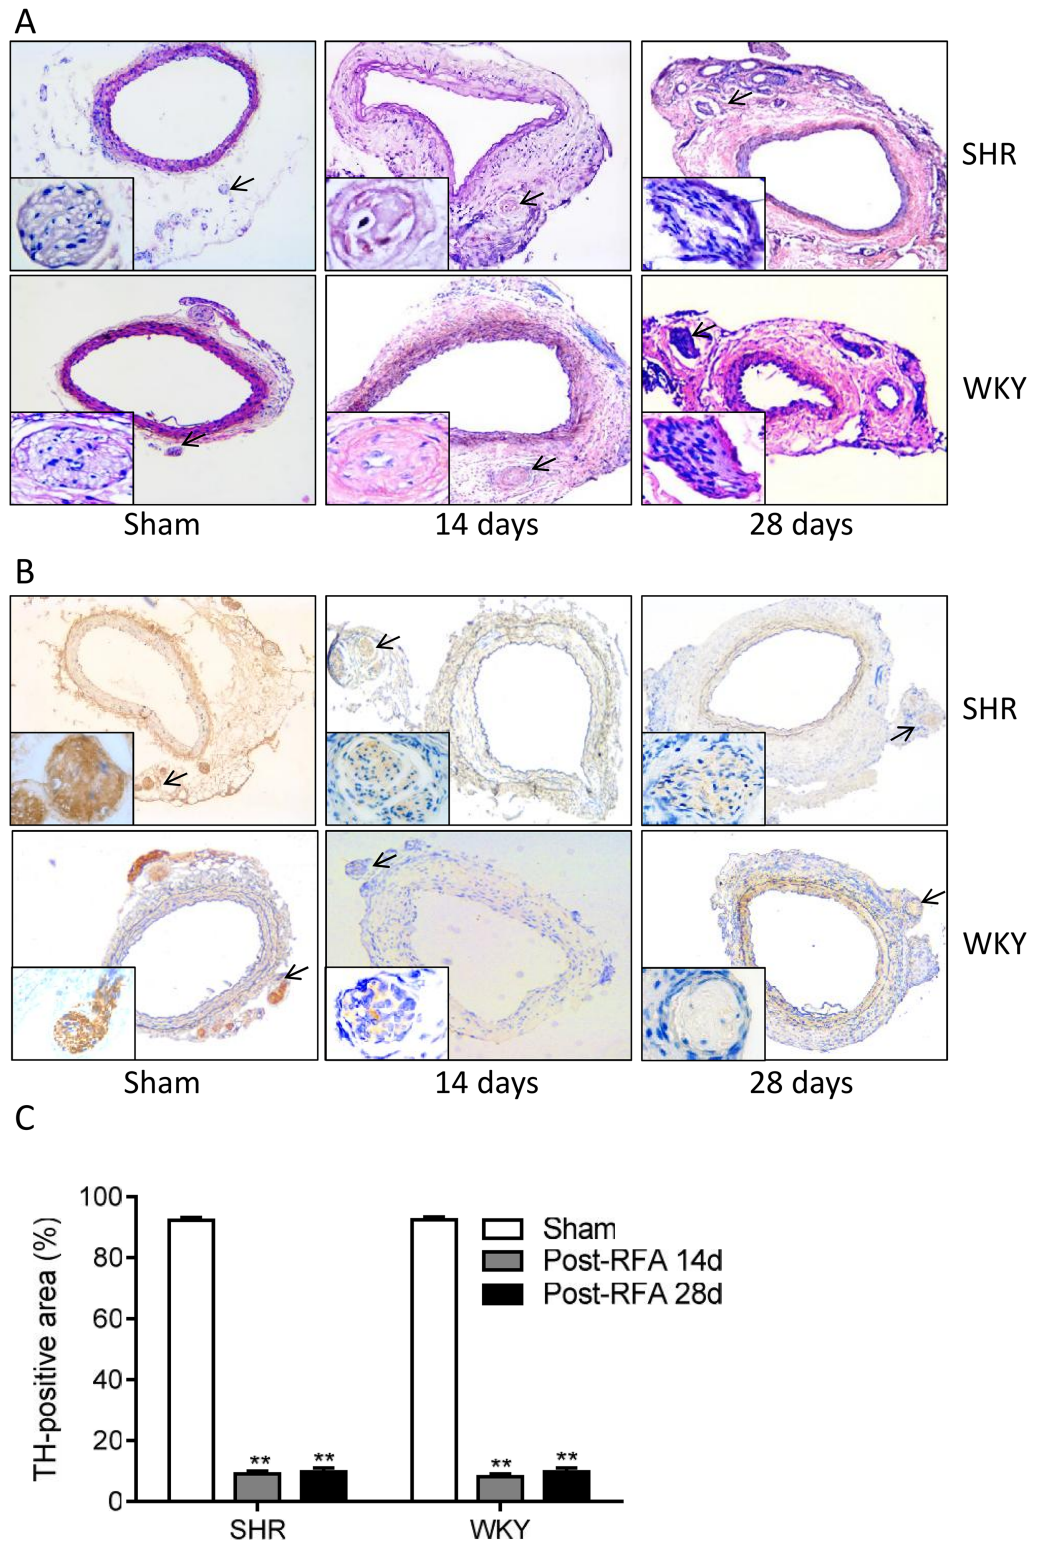 A
SHR
WKY
Sham 14 days 28 days
B
SHR
WKY
Sham 14 days 28 days
C
TH-positive area (%)
100
80
60
40
20
0
Sham
Post-RFA 14d
Post-RFA 28d
** ** ** **
SHR WKY